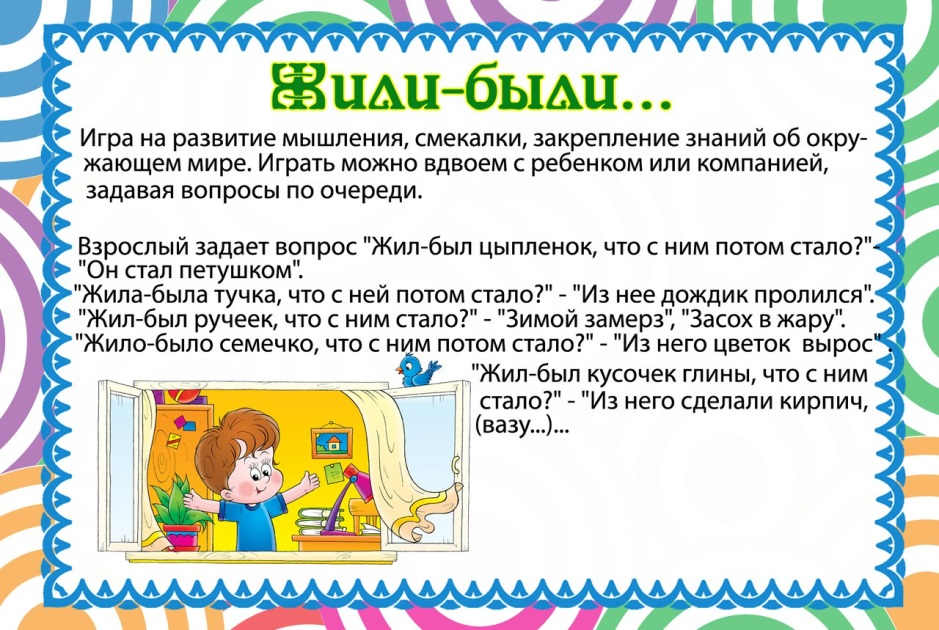 Жили-были...
Игра на развитие мышления, смекалки, закрепление знаний об окру-
жающем мире. Играть можно вдвоем с ребенком или компанией,
задавая вопросы по очереди.
Взрослый задает вопрос "Жил-был цыпленок, что с ним потом стало?"-
"Он стал петушком".
"Жила-была тучка, что с ней потом стало?" - "Из нее дождик пролился".
"Жил-был ручеек, что с ним стало?" - "Зимой замерз", "Засох в жару".
"Жило-было семечко, что с ним потом стало?" - "Из него цветок вырос" .
"Жил-был кусочек глины, что с ним
стало?" - "Из него сделали кирпич,
(вазу...)...